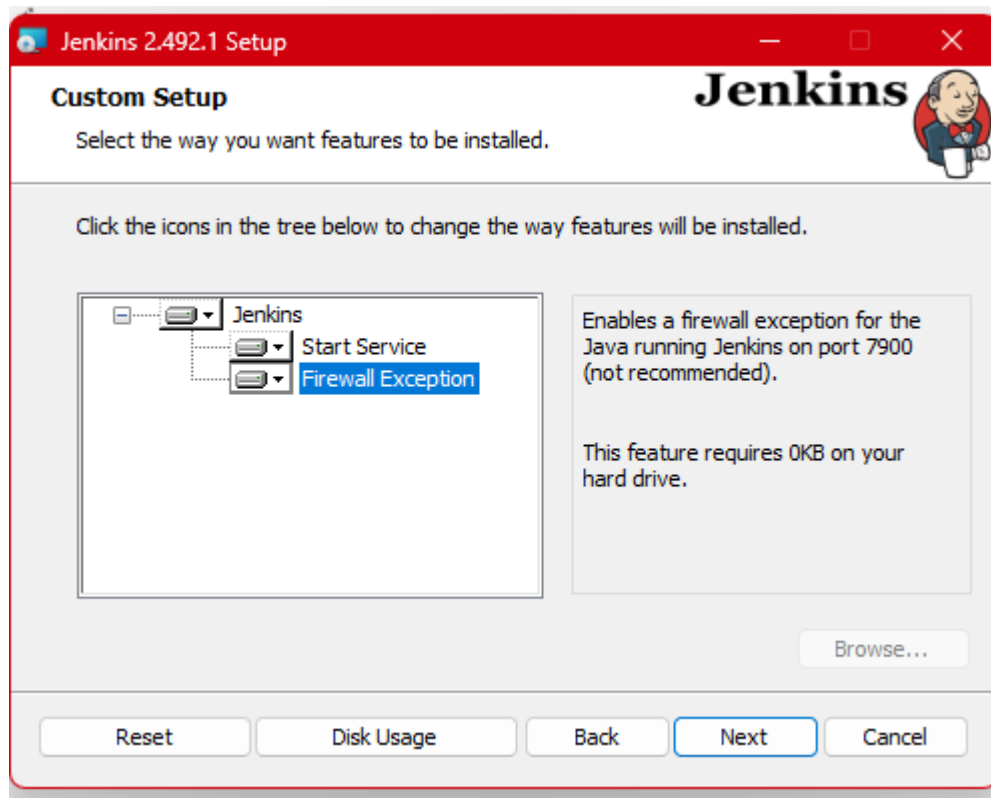 Jenkins 2.492.1 Setup
Custom Setup
Select the way you want features to be installed.
Jenkins
Click the icons in the tree below to change the way features will be installed.
Jenkins
Start Service
Firewall Exception
Enables a firewall exception for the
Java running Jenkins on port 7900
(not recommended).
This feature requires 0KB on your
hard drive.
Browse...
Reset
Disk Usage
Back
Next
Cancel